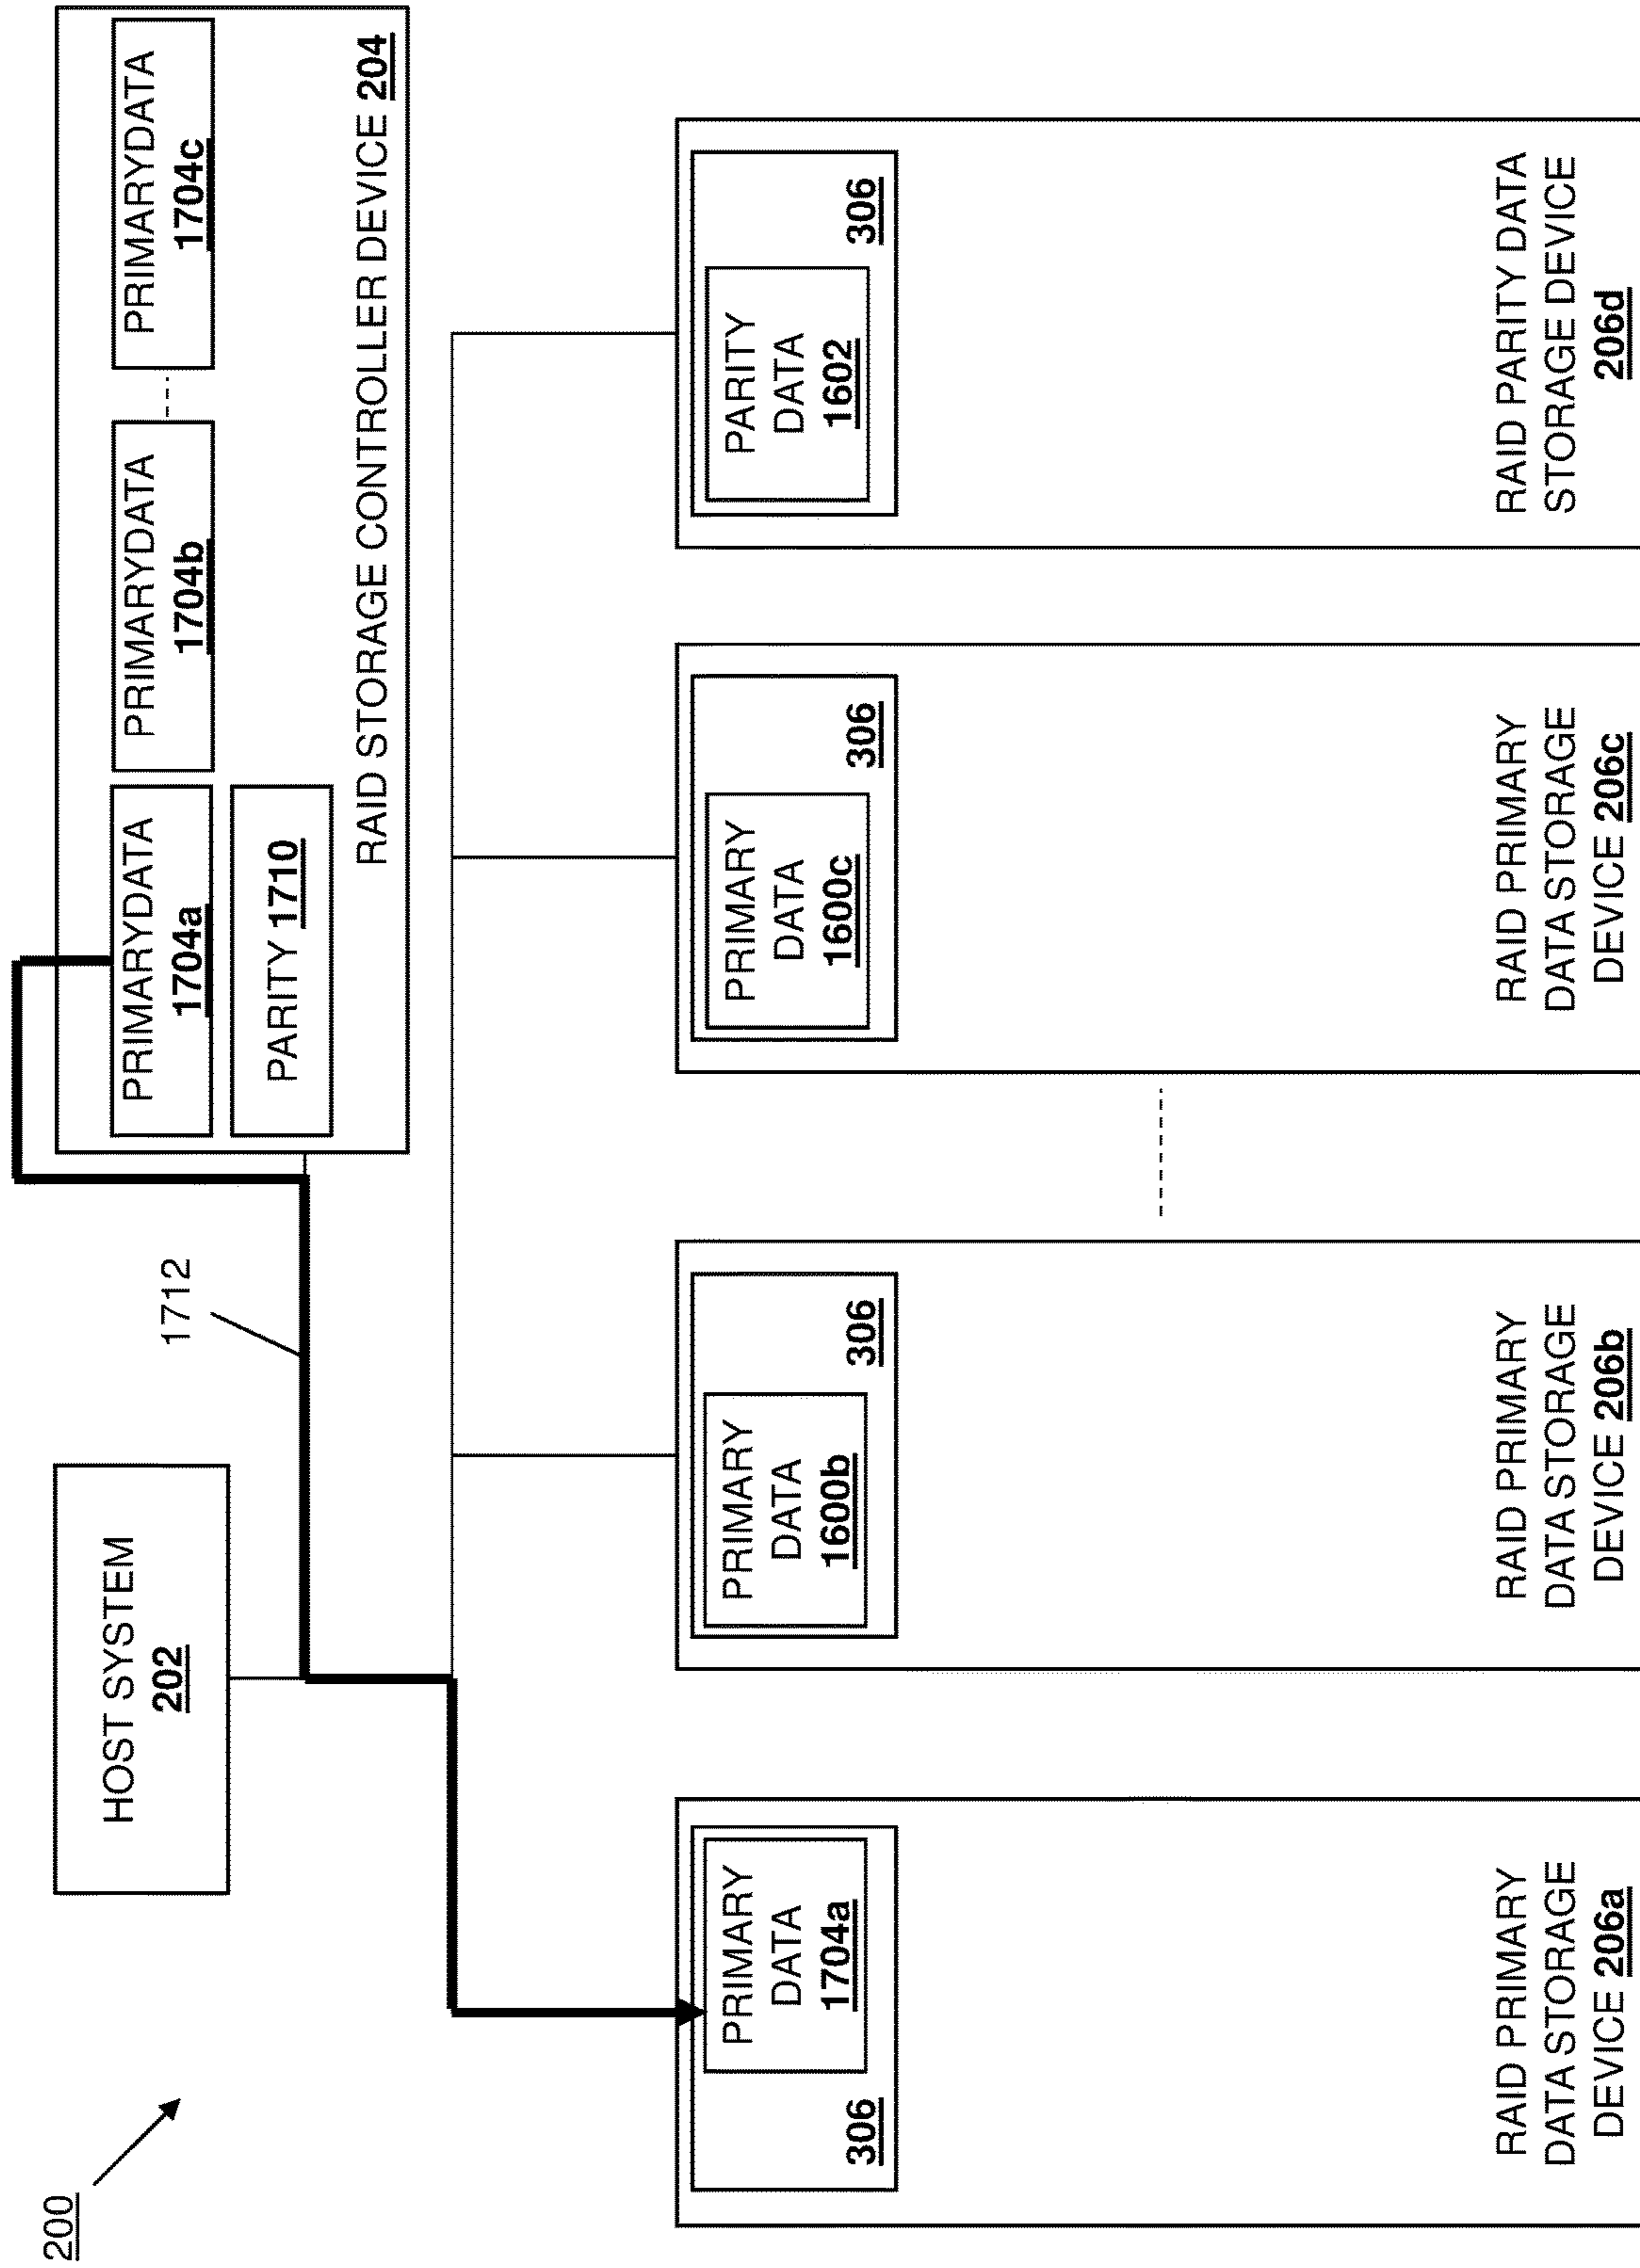 200
HOST SYSTEM
202
1712
PRIMARYDATA
1704a
PRIMARYDATA
1704b
PRIMARYDATA
1704c
PARITY 1710
RAID STORAGE CONTROLLER DEVICE 204
PRIMARY
DATA
1704a
306
RAID PRIMARY
DATA STORAGE
DEVICE 206a
PRIMARY
DATA
1600b
306
RAID PRIMARY
DATA STORAGE
DEVICE 206b
PRIMARY
DATA
1600c
306
RAID PRIMARY
DATA STORAGE
DEVICE 206c
PARITY
DATA
1602
306
RAID PARITY DATA
STORAGE DEVICE
206d